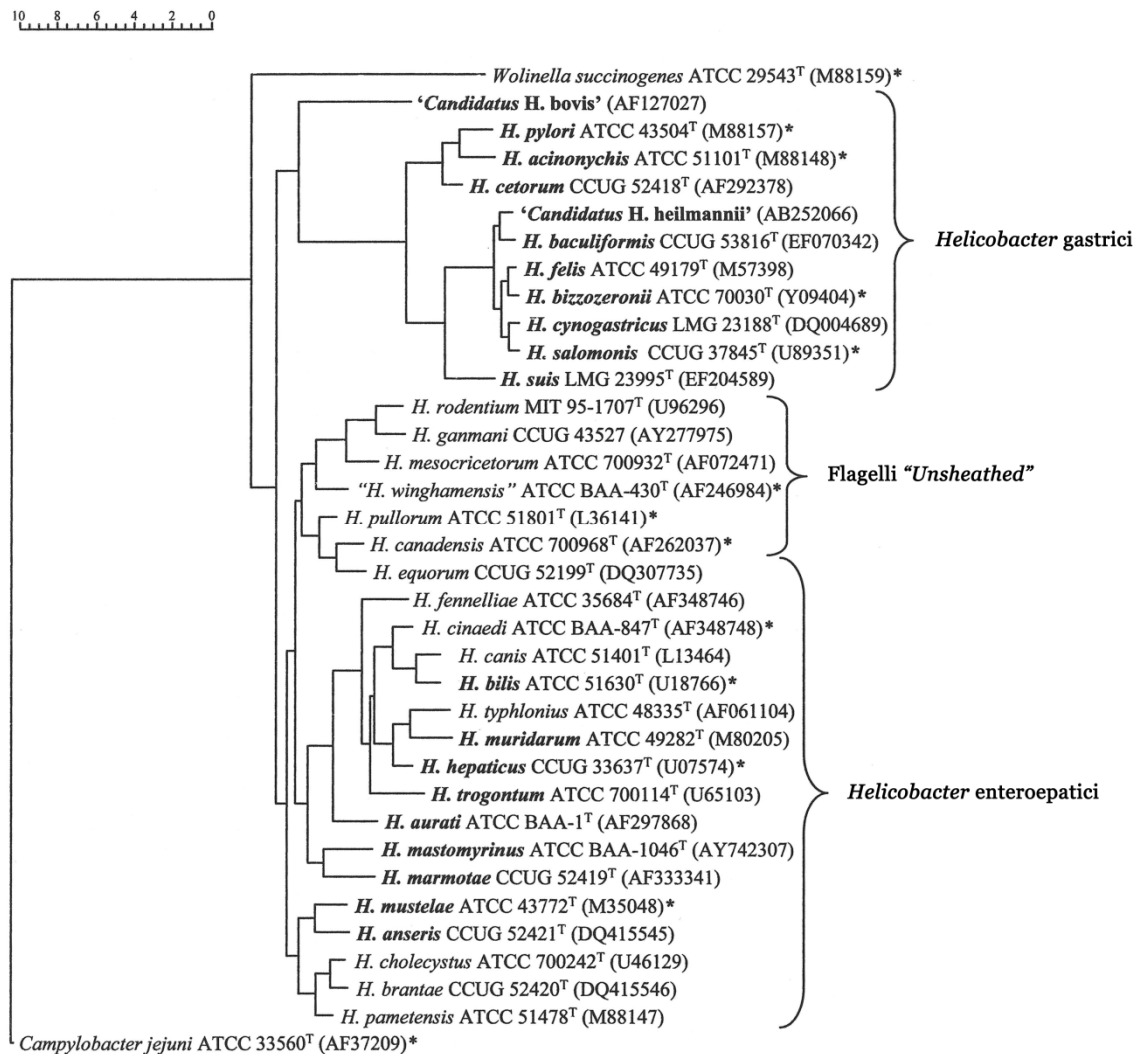 10 8 6 4 2 0
Wolinella succinogenes ATCC 29543T (M88159)*
‘Candidatus H. bovis’ (AF127027)
H. pylori ATCC 43504T (M88157)*
H. acinonychis ATCC 51101T (M88148)*
H. cetorum CCUG 52418T (AF292378)
‘Candidatus H. heilmannii’ (AB252066)
H. baculiformis CCUG 53816T (EF070342)
Helicobacter gastrici
H. felis ATCC 49179T (M57398)
H. bizzozeronii ATCC 70030T (Y09404)*
H. cynogastricus LMG 23188T (DQ004689)
H. salomonis CCUG 37845T (U89351)*
H. suis LMG 23995T (EF204589)
H. rodentium MIT 95-1707T (U96296)
H. ganmani CCUG 43527 (AY277975)
H. mesocricetorum ATCC 700932T (AF072471)
Flagelli “Unsheathed”
“H. winghamensis” ATCC BAA-430T (AF246984)*
H. pullorum ATCC 51801T (L36141)*
H. canadensis ATCC 700968T (AF262037)*
H. equorum CCUG 52199T (DQ307735)
H. fennelliae ATCC 35684T (AF348746)
H. cinaedi ATCC BAA-847T (AF348748)*
H. canis ATCC 51401T (L13464)
H. bilis ATCC 51630T (U18766)*
H. typhlonius ATCC 48335T (AF061104)
H. muridarum ATCC 49282T (M80205)
H. hepaticus CCUG 33637T (U07574)*
H. trogontum ATCC 700114T (U65103)
Helicobacter enteroepatici
H. aurati ATCC BAA-1T (AF297868)
H. mastomyrinus ATCC BAA-1046T (AY742307)
H. marmotae CCUG 52419T (AF333341)
H. mustelae ATCC 43772T (M35048)*
H. anseris CCUG 52421T (DQ415545)
H. cholecystus ATCC 700242T (U46129)
H. brantae CCUG 52420T (DQ415546)
H. pametensis ATCC 51478T (M88147)
Campylobacter jejuni ATCC 33560T (AF37209)*